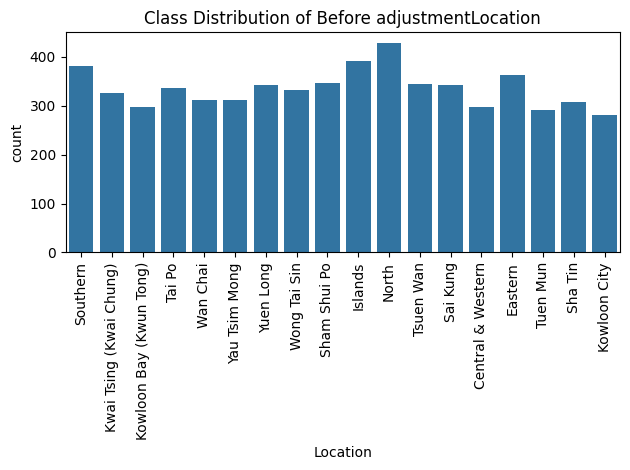 Class Distribution of Before adjustmentLocation
count
400
300
200
100
0
Southern
Kwai Tsing (Kwai Chung)
Kowloon Bay (Kwun Tong)
Tai Po
Wan Chai
Yau Tsim Mong
Yuen Long
Wong Tai Sin
Sham Shui Po
Islands
North
Tsuen Wan
Sai Kung
Central & Western
Eastern
Tuen Mun
Sha Tin
Kowloon City
Location